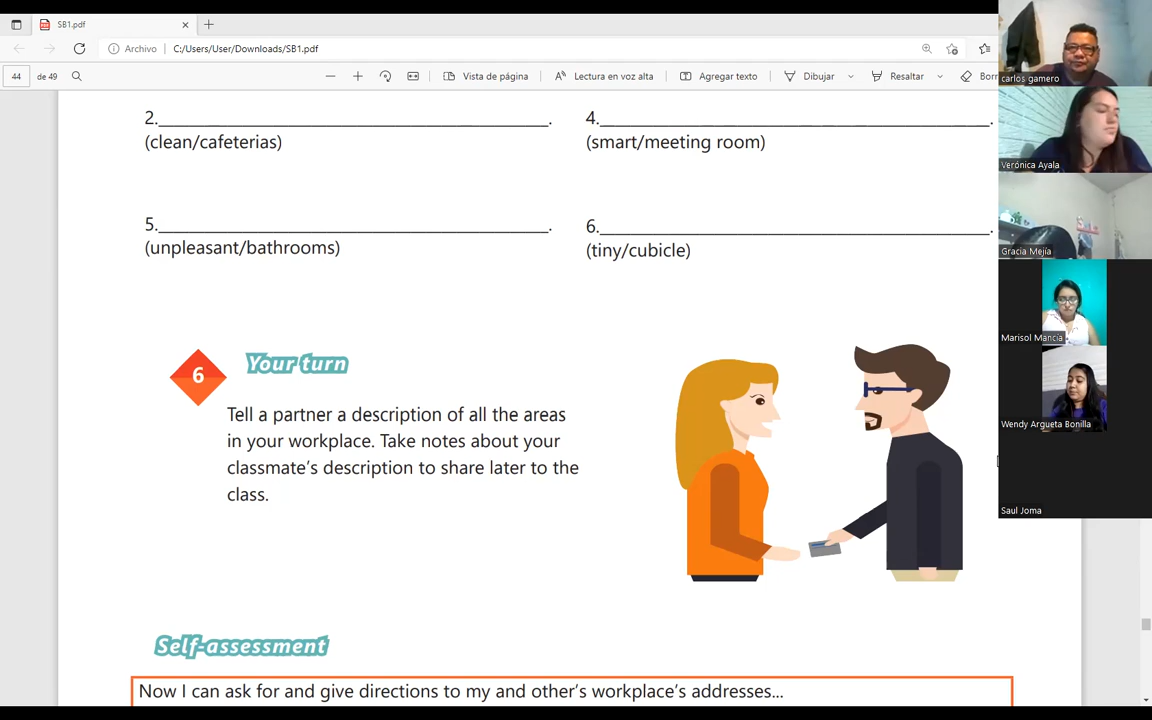 SB1.pdf
Archivo C:/Users/User/Downloads/SB1.pdf
44 de 49 Vista de página Lectura en voz alta Agregar texto Dibujar Resaltar Borr
2. .
(clean/cafeterias)
4. .
(smart/meeting room)
5. .
(unpleasant/bathrooms)
6. .
(tiny/cubicle)
6 Your turn
Tell a partner a description of all the areas
in your workplace. Take notes about your
classmate's description to share later to the
class.
Self-assessment
Now I can ask for and give directions to my and other's workplace's addresses...
carlos gamero
Verónica Ayala
Gracia Mejía
Marisol Mancia
Wendy Argueta Bonilla
Saul Joma